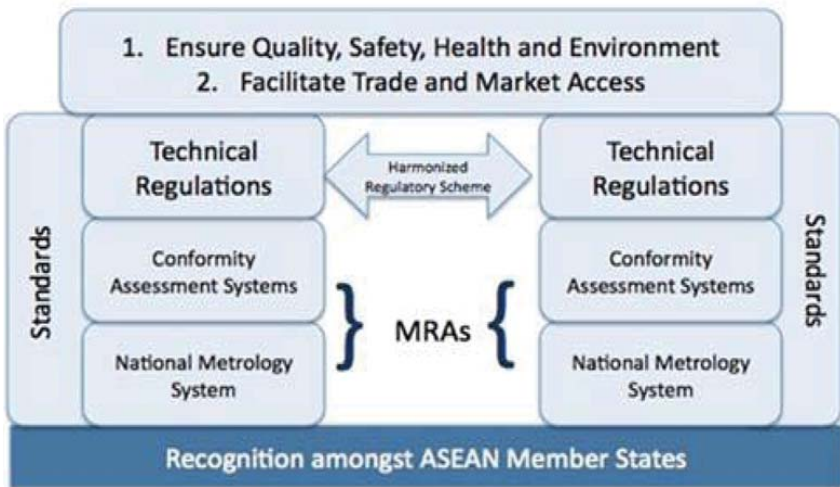 1. Ensure Quality, Safety, Health and Environment
2. Facilitate Trade and Market Access
Standards
Technical
Regulations
Harmonized
Regulatory Scheme
Technical
Regulations
Standards
Conformity
Assessment Systems
Conformity
Assessment Systems
MRAs
National Metrology
System
National Metrology
System
Recognition amongst ASEAN Member States